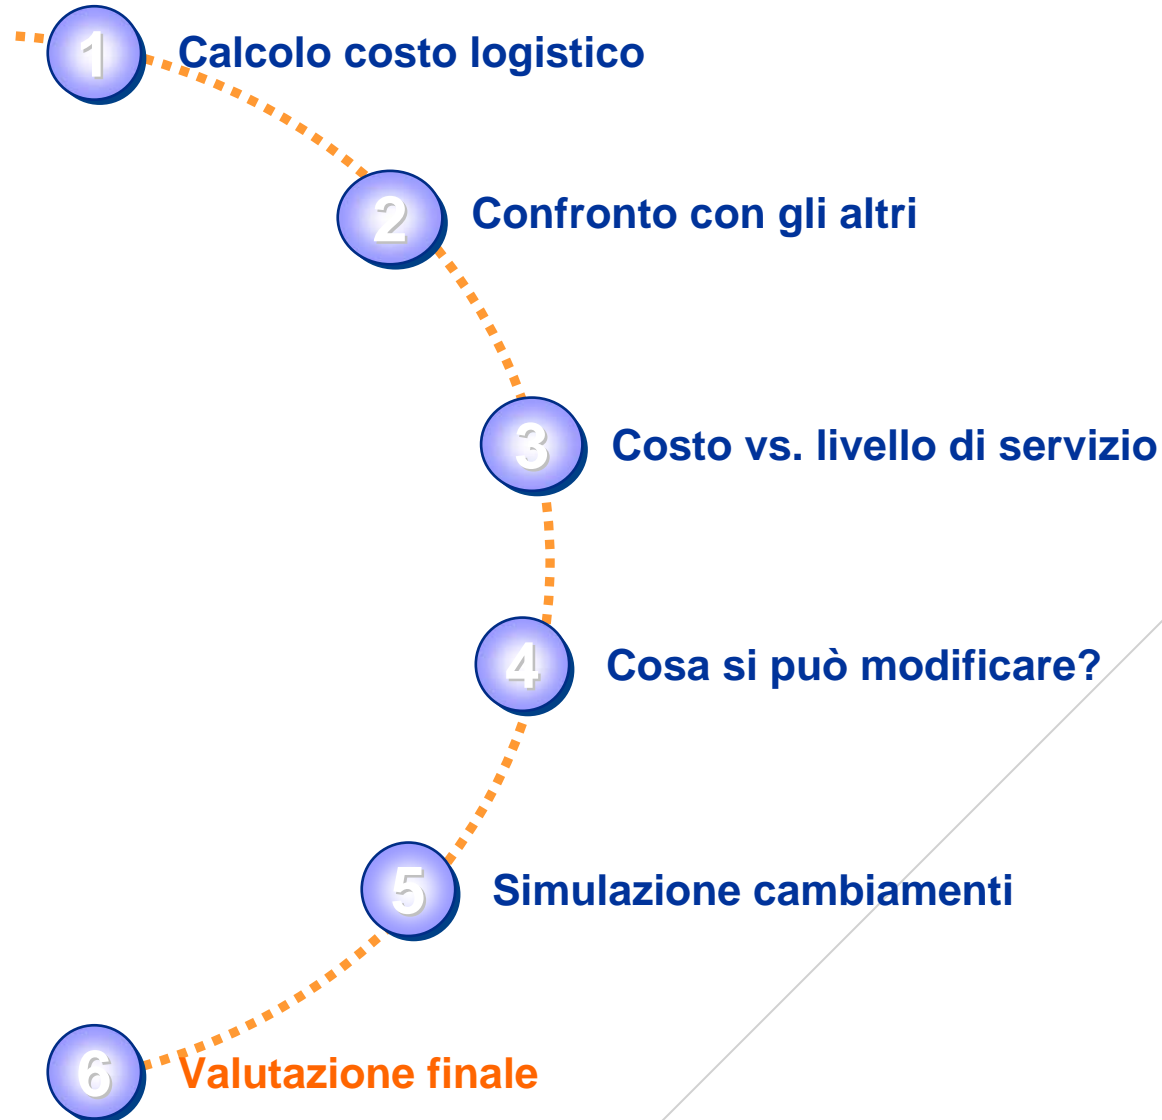 1 Calcolo costo logistico
2 Confronto con gli altri
3 Costo vs. livello di servizio
4 Cosa si può modificare?
5 Simulazione cambiamenti
6 Valutazione finale